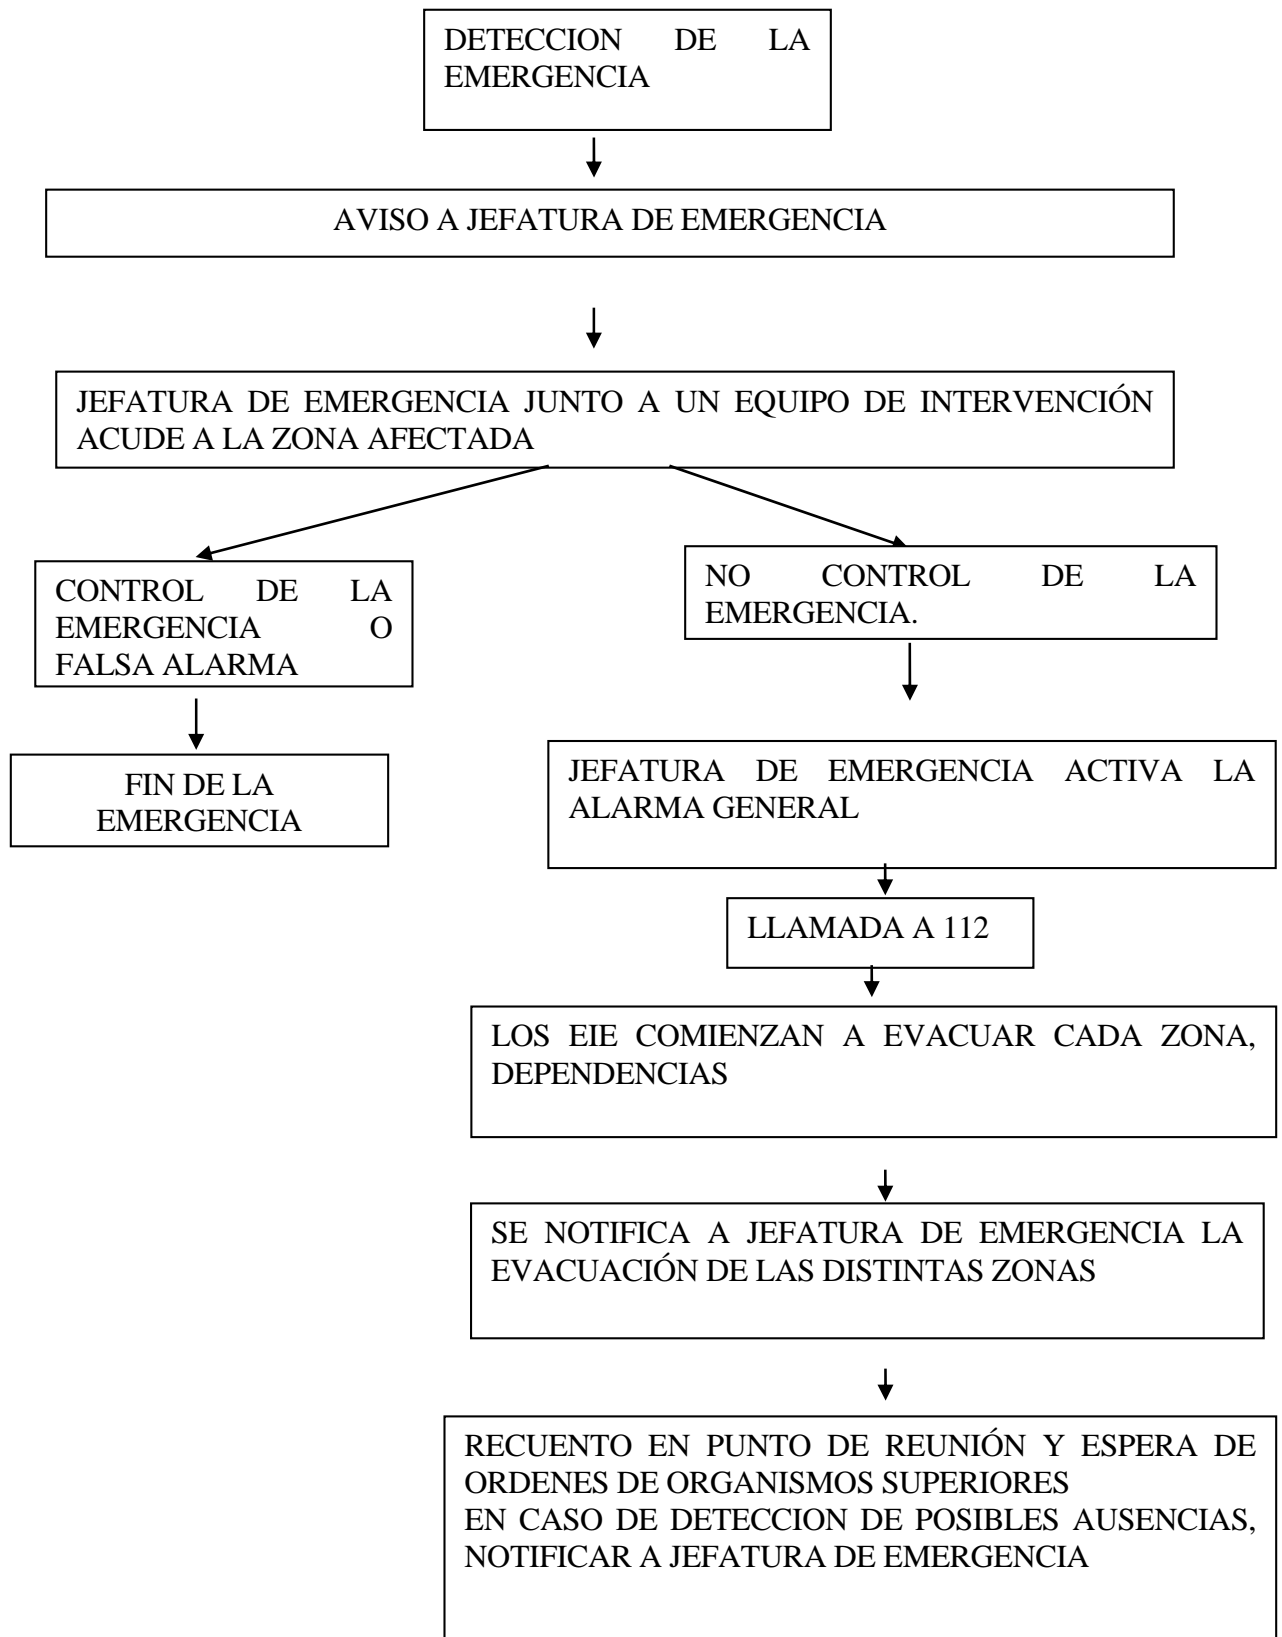 DETECCION DE LA
EMERGENCIA
AVISO A JEFATURA DE EMERGENCIA
JEFATURA DE EMERGENCIA JUNTO A UN EQUIPO DE INTERVENCIÓN
ACUDE A LA ZONA AFECTADA
CONTROL DE LA
EMERGENCIA O
FALSA ALARMA
NO CONTROL DE LA
EMERGENCIA.
FIN DE LA
EMERGENCIA
JEFATURA DE EMERGENCIA ACTIVA LA
ALARMA GENERAL
LLAMADA A 112
LOS EIE COMIENZAN A EVACUAR CADA ZONA,
DEPENDENCIAS
SE NOTIFICA A JEFATURA DE EMERGENCIA LA
EVACUACIÓN DE LAS DISTINTAS ZONAS
RECUENTO EN PUNTO DE REUNIÓN Y ESPERA DE
ORDENES DE ORGANISMOS SUPERIORES
EN CASO DE DETECCION DE POSIBLES AUSENCIAS,
NOTIFICAR A JEFATURA DE EMERGENCIA